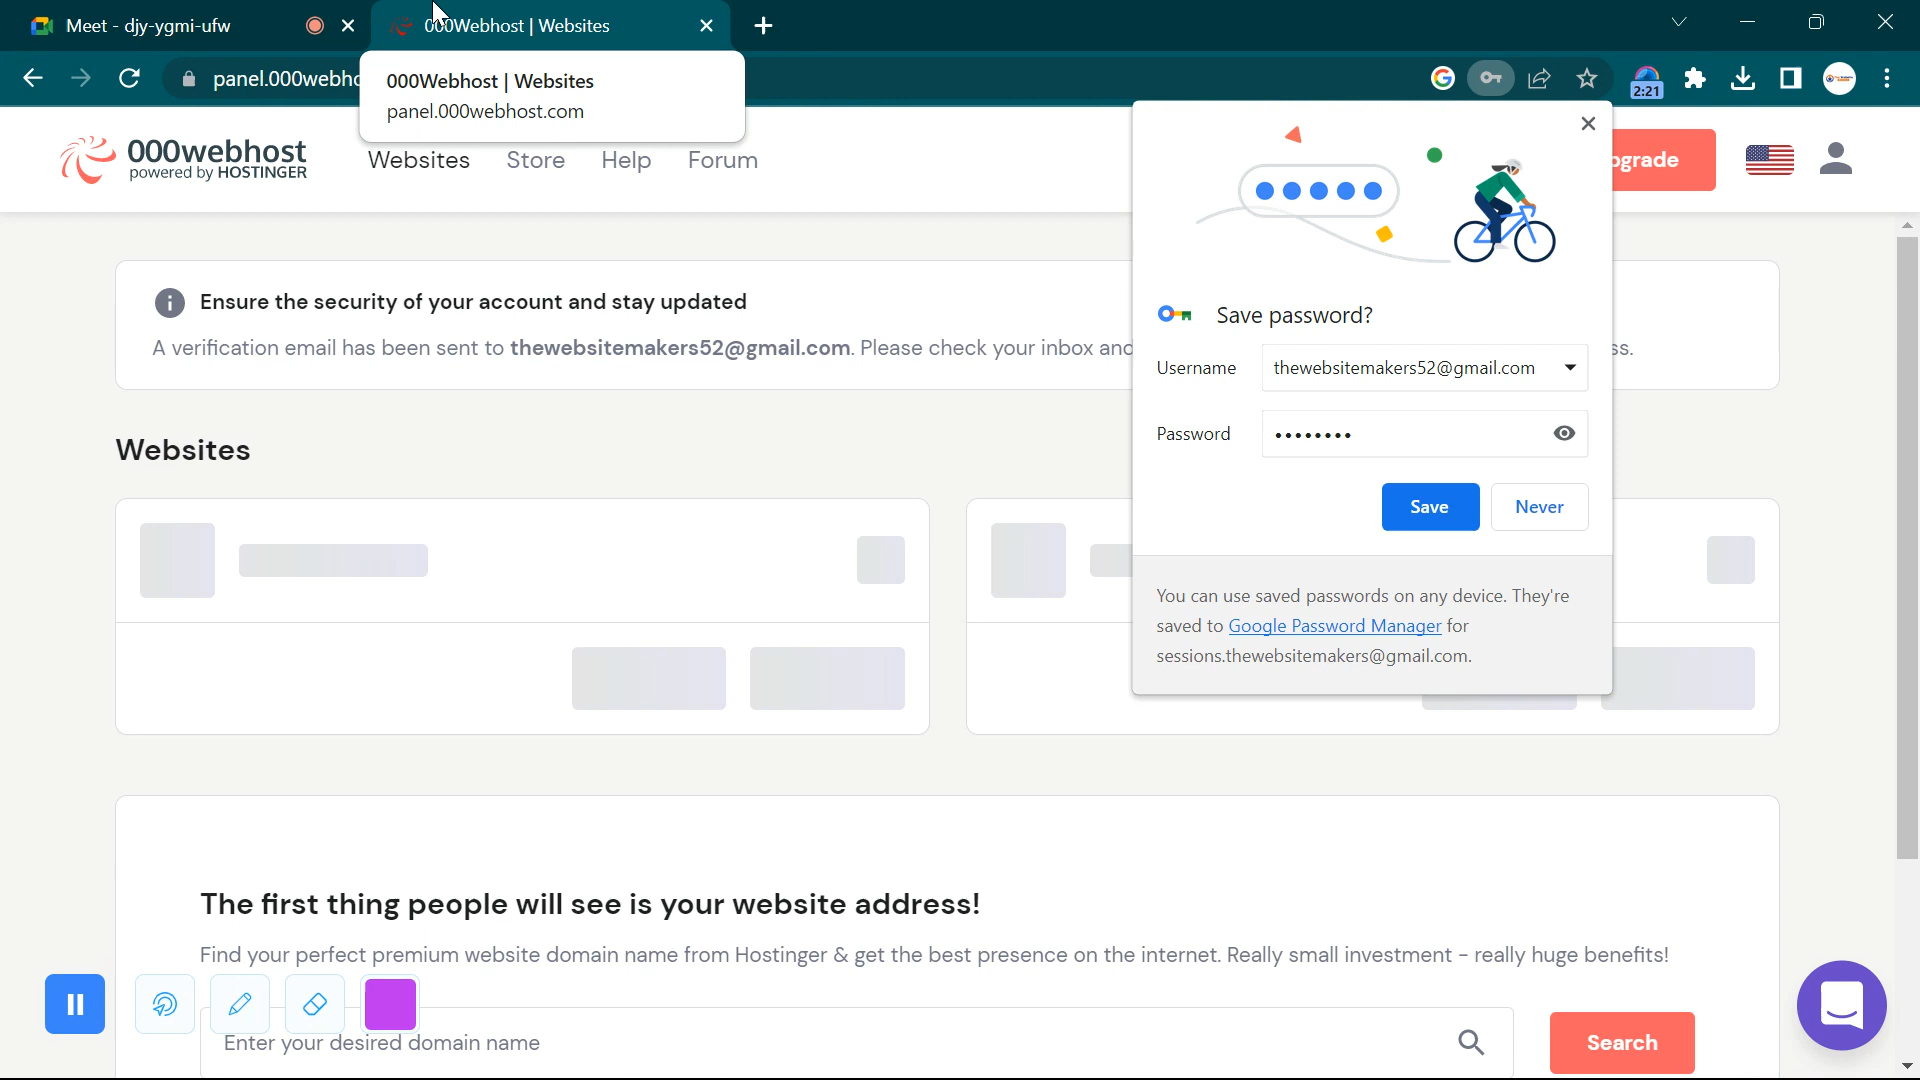 Meet - djy-ygmi-ufw
000Webhost | Websites
panel.000webho
000Webhost | Websites
panel.000webhost.com
2:21
000webhost
powered by HOSTINGER
Websites
Store
Help
Forum
pgrade
Ensure the security of your account and stay updated
A verification email has been sent to thewebsitemakers52@gmail.com. Please check your inbox and
ss.
Save password?
Username
thewebsitemakers52@gmail.com
Password
••••••••
Save
Never
You can use saved passwords on any device. They're
saved to Google Password Manager for
sessions.thewebsitemakers@gmail.com.
Websites
The first thing people will see is your website address!
Find your perfect premium website domain name from Hostinger & get the best presence on the internet. Really small investment - really huge benefits!
Enter your desired domain name
Search